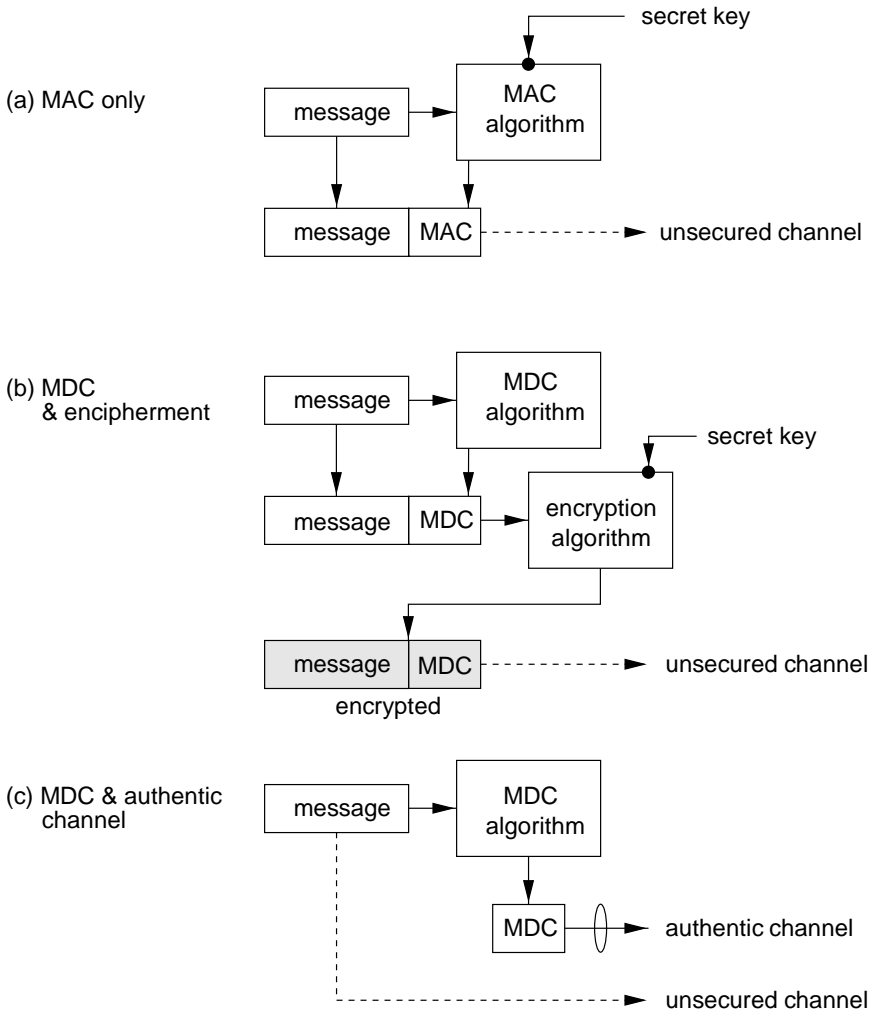 secret key
(a) MAC only
message
MAC
algorithm
message
MAC
unsecured channel
(b) MDC
& encipherment
message
MDC
algorithm
secret key
message
MDC
encryption
algorithm
message
MDC
unsecured channel
encrypted
(c) MDC & authentic
channel
message
MDC
algorithm
MDC
authentic channel
unsecured channel